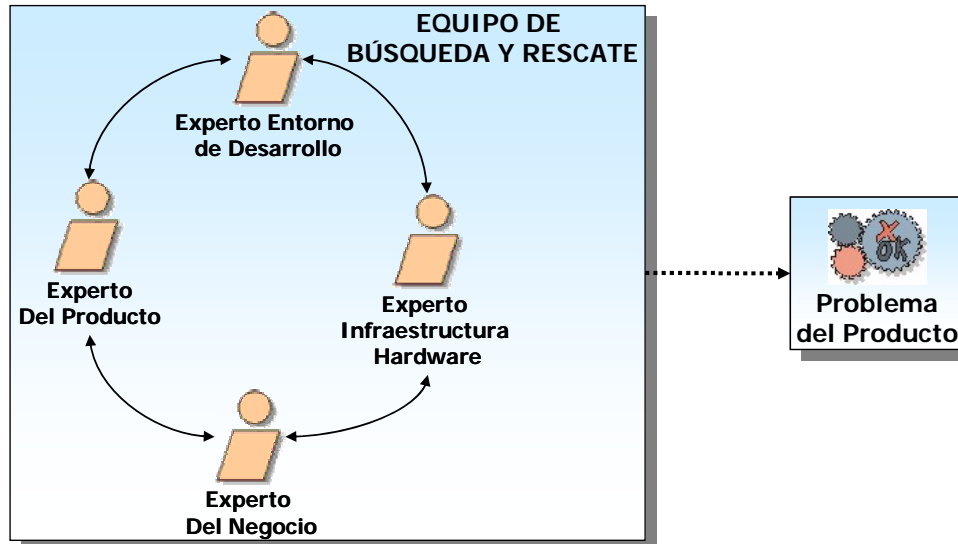 EQUIPO DE
BÚSQUEDA Y RESCATE
Experto Entorno
de Desarrollo
Experto
Del Producto
Experto
Infraestructura
Hardware
Experto
Del Negocio
X
OK
Problema
del Producto